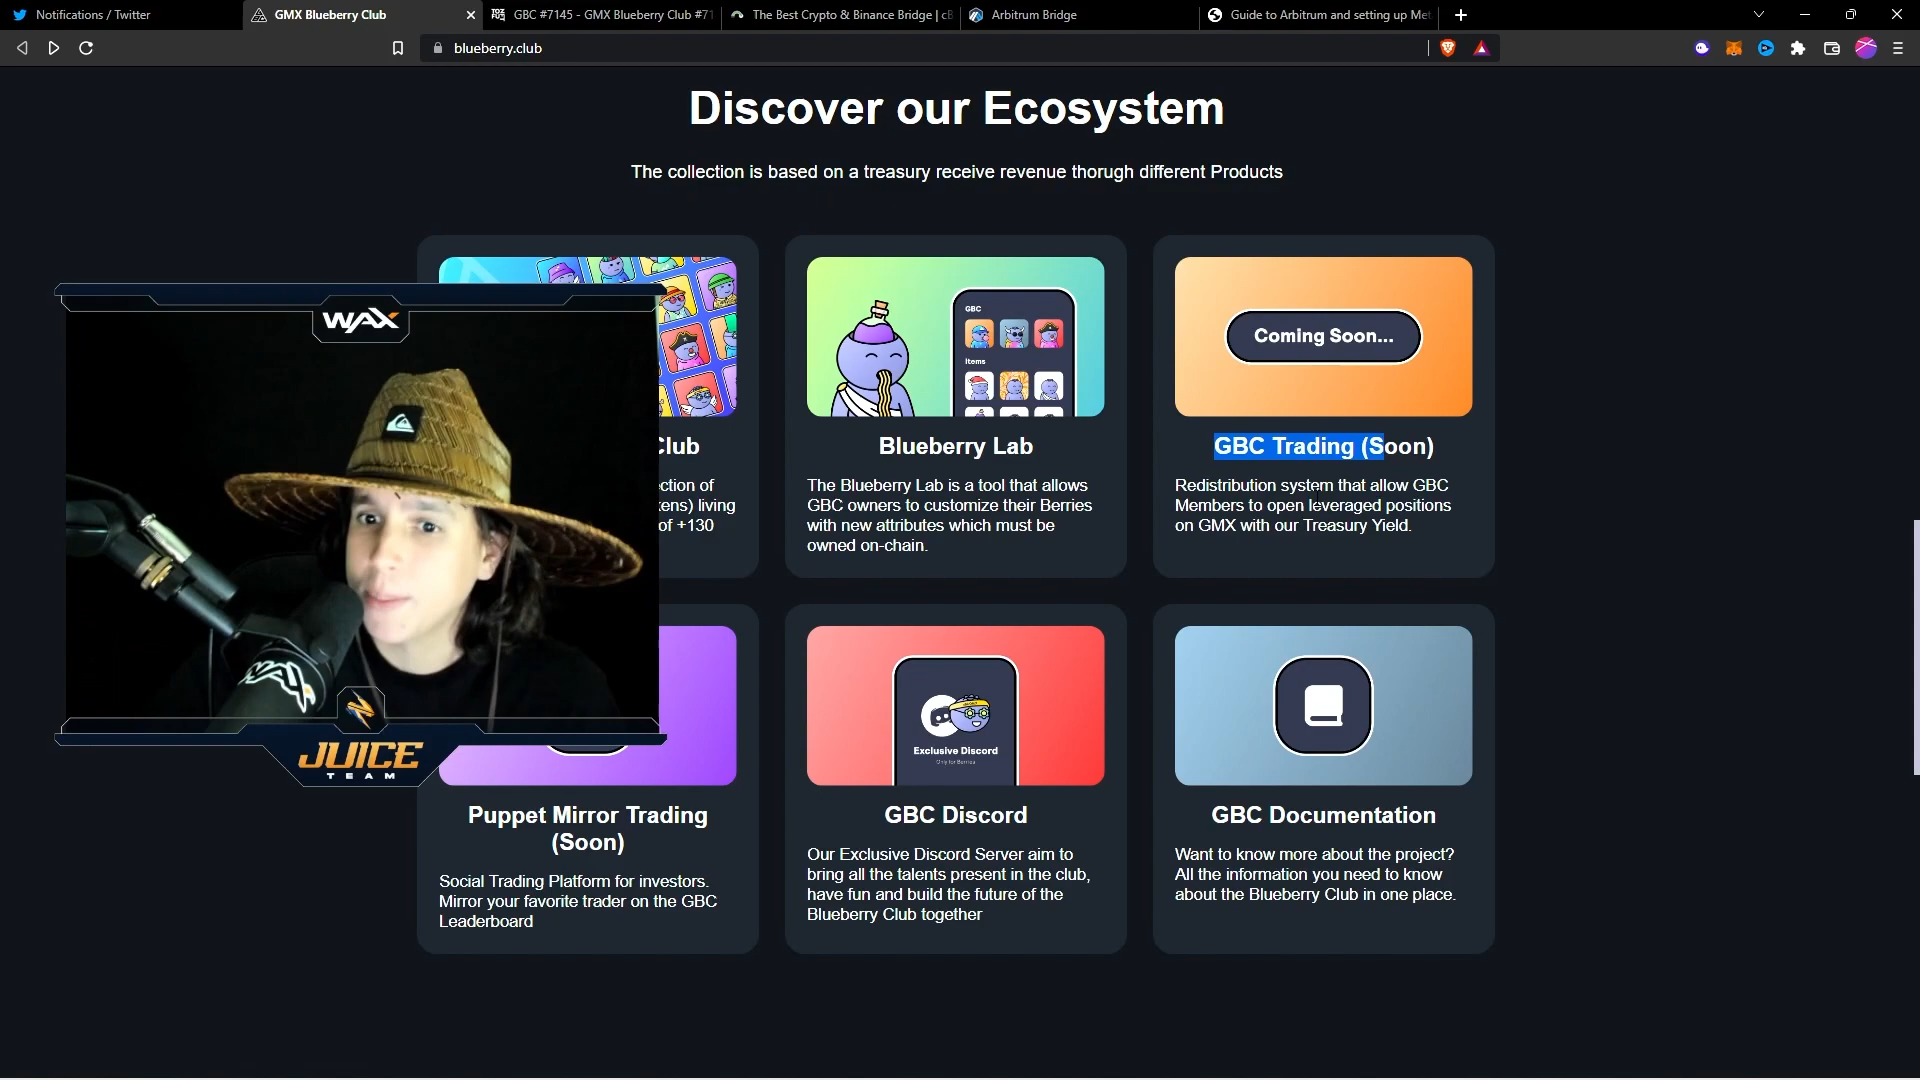 Notifications / Twitter
GMX Blueberry Club
GBC #7145 - GMX Blueberry Club #71
The Best Crypto & Binance Bridge | cB
Arbitrum Bridge
Guide to Arbitrum and setting up Met
blueberry.club
Discover our Ecosystem
The collection is based on a treasury receive revenue thorugh different Products
WAX
JUICE
TEAM
Club
ction of
kens) living
of +130
GBC
Items
Blueberry Lab
The Blueberry Lab is a tool that allows
GBC owners to customize their Berries
with new attributes which must be
owned on-chain.
Coming Soon...
GBC Trading (Soon)
Redistribution system that allow GBC
Members to open leveraged positions
on GMX with our Treasury Yield.
Puppet Mirror Trading
(Soon)
Social Trading Platform for investors.
Mirror your favorite trader on the GBC
Leaderboard
Exclusive Discord
Only for Berries
GBC Discord
Our Exclusive Discord Server aim to
bring all the talents present in the club,
have fun and build the future of the
Blueberry Club together
GBC Documentation
Want to know more about the project?
All the information you need to know
about the Blueberry Club in one place.